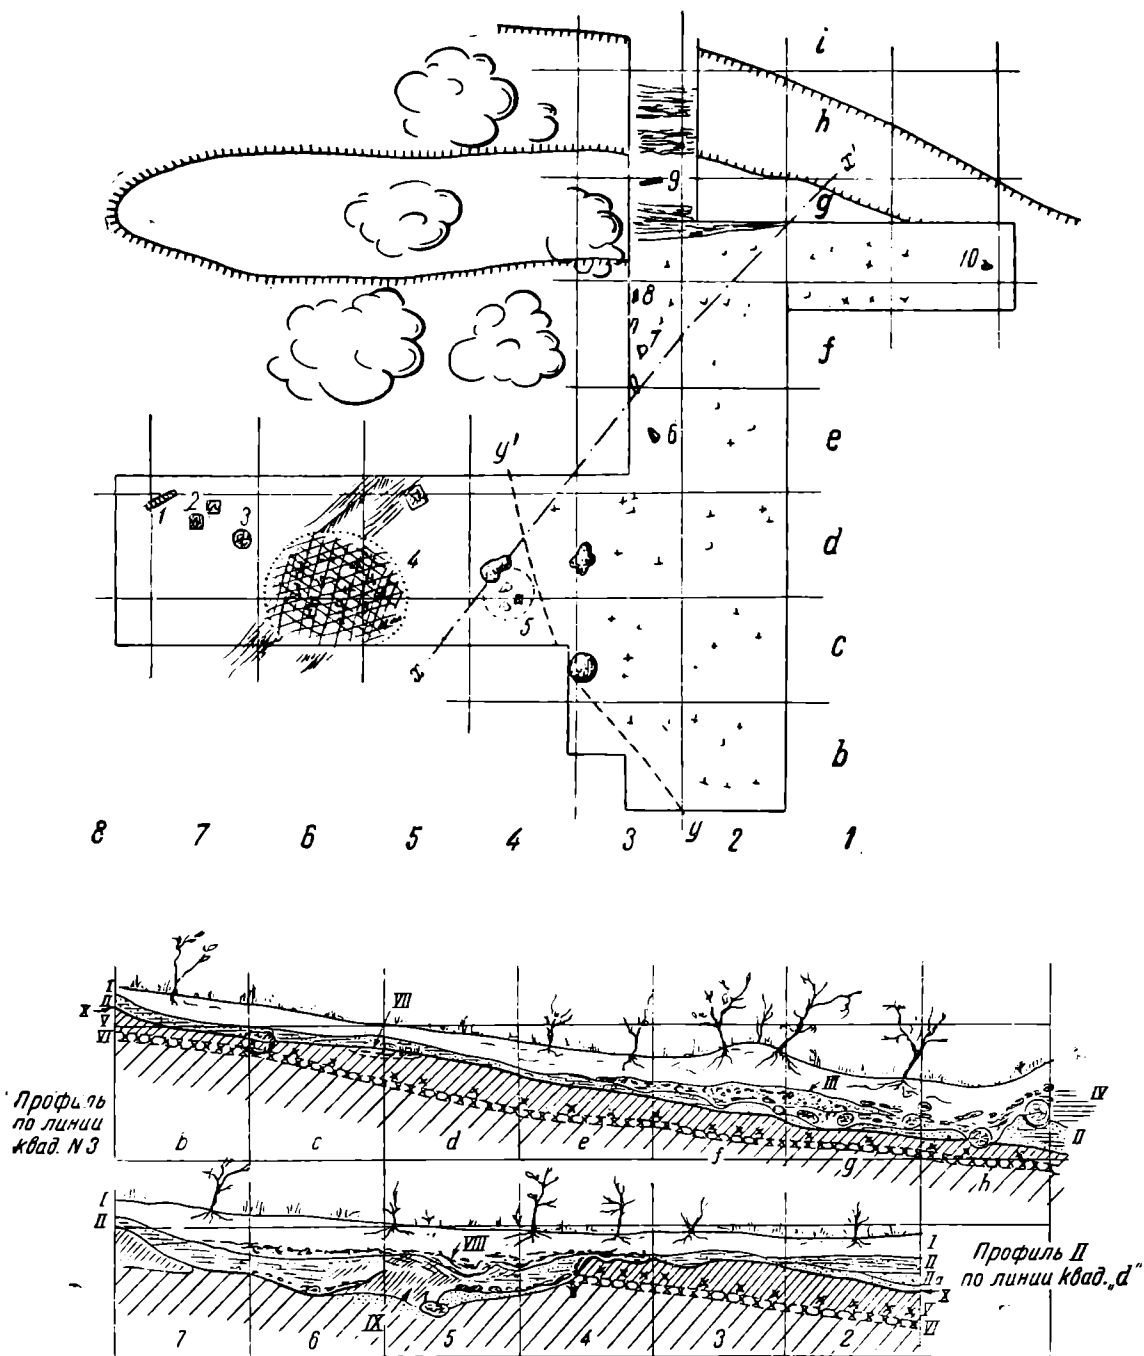 i
h
x'
9
g
10
8
7
f
6
e
y'
1 2 3
4
d
5
c
x
b
y
8 7 6 5 4 3 2 1
I
II
X
V
VI
VII
III
IV
II
Профиль
по линии
квад. N 3
b c d e f g h
I
II
VIII
IX
I
II
IIa
X
V
VI
Профиль II
по линии квад. „d"
7 6 5 4 3 2